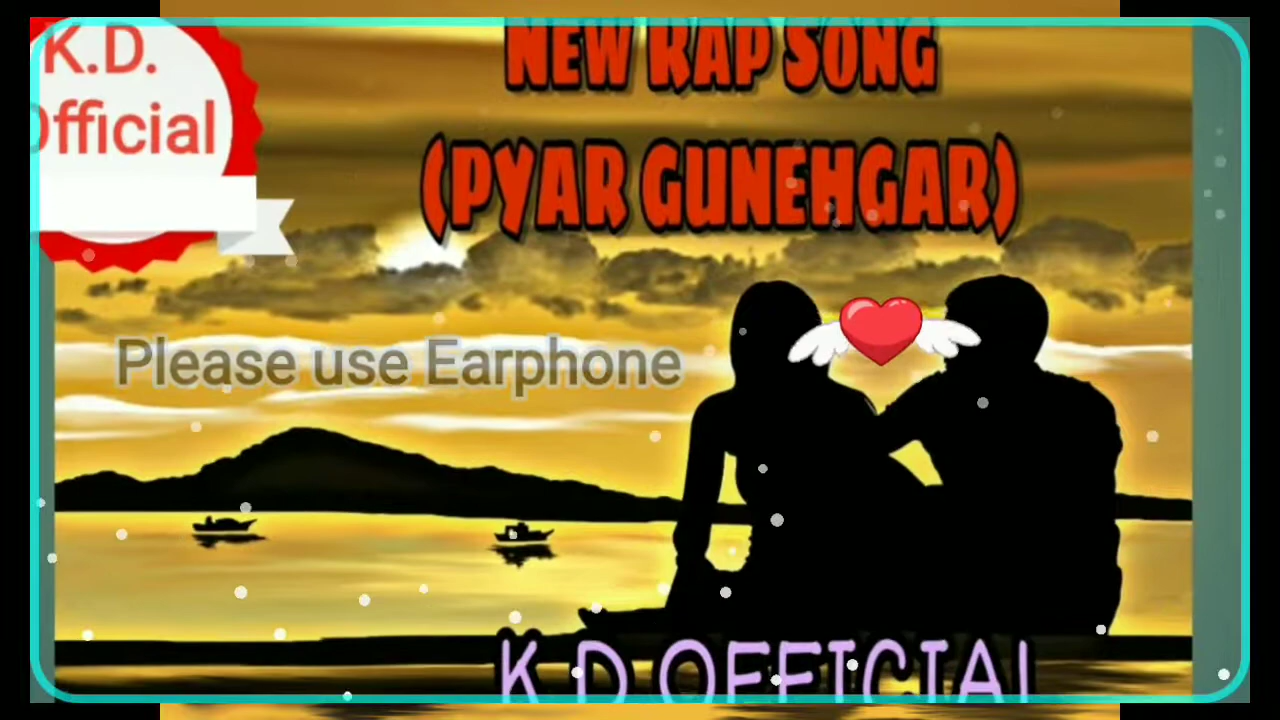 K.D.
Official
NEW RAP SONG
(PYAR GUNEHGAR)
Please use Earphone
K.D.OFFICIAL